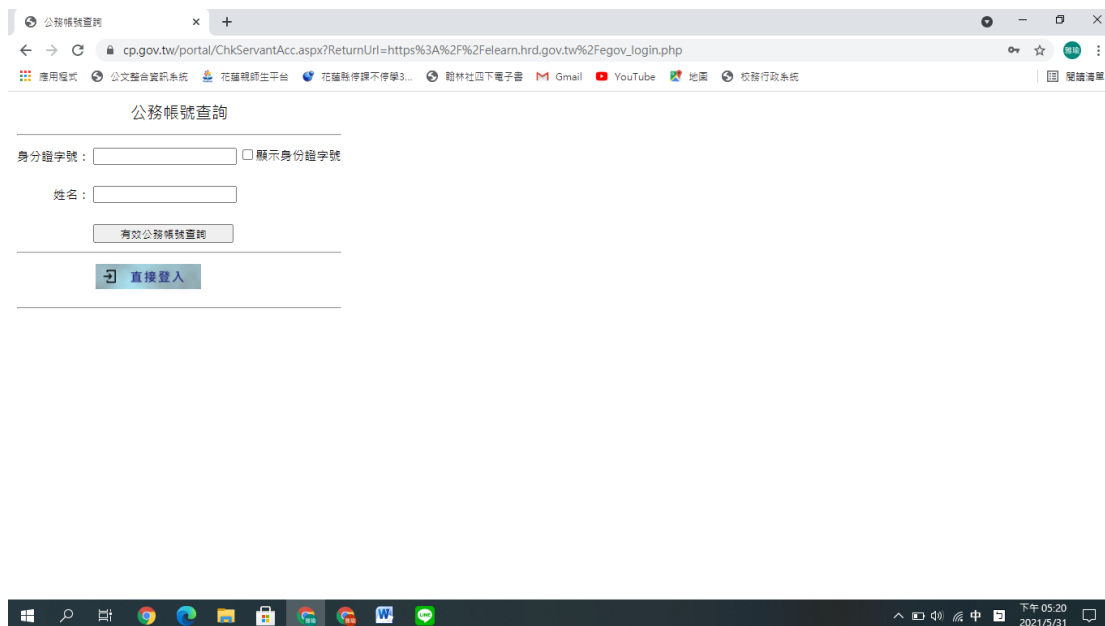 公務帳號查詢
cp.gov.tw/portal/ChkServantAcc.aspx?ReturnUrl=https%3A%2F%2Felearn.hrd.gov.tw%2Fegov_login.php
雅瑜
應用程式 公文整合資訊系統 花蓮親師生平台 花蓮縣停課不停學3... 翰林社四下電子書 Gmail YouTube 地圖 校務行政系統 閱讀清單
公務帳號查詢
身分證字號： 顯示身份證字號
姓名：
有效公務帳號查詢
直接登入
中 下午 05:20
2021/5/31